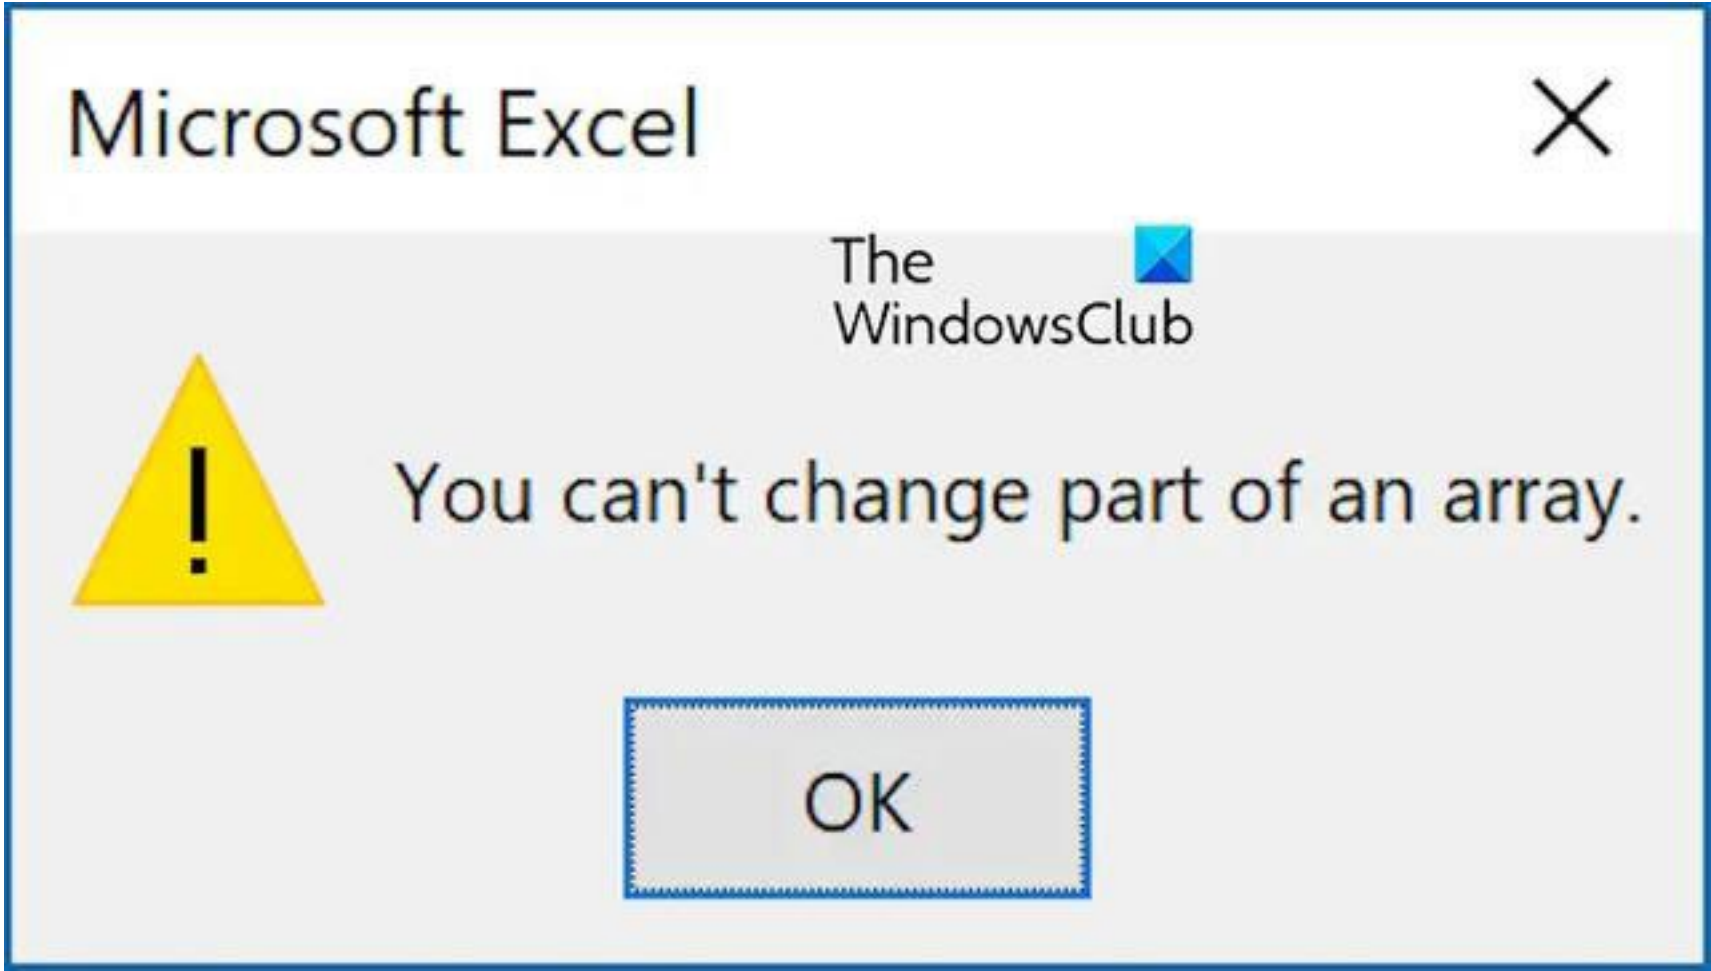 Microsoft Excel
The
WindowsClub
You can't change part of an array.
OK